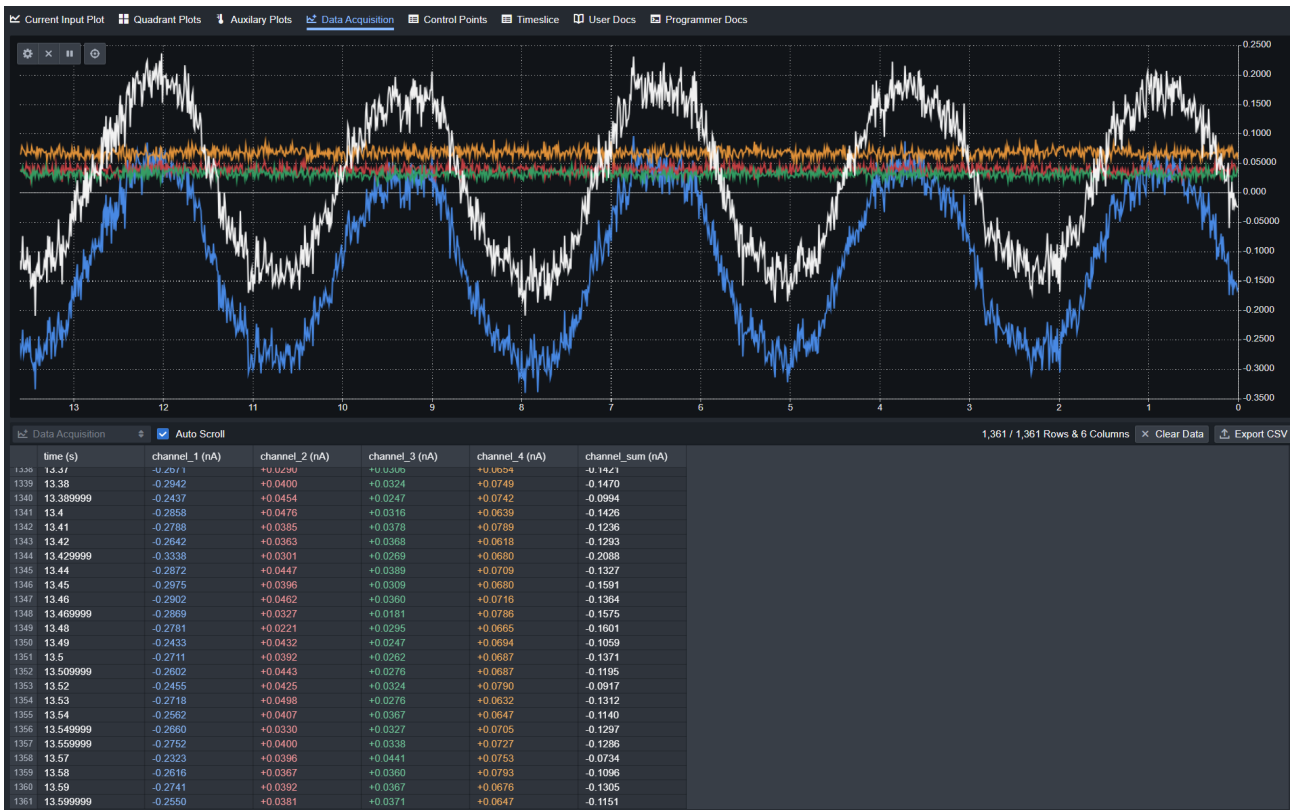 Current Input Plot Quadrant Plots Auxilary Plots Data Acquisition Control Points Timeslice User Docs Programmer Docs
0.2500
0.2000
0.1500
0.1000
0.05000
0.000
-0.05000
-0.1000
-0.1500
-0.2000
-0.2500
-0.3000
-0.3500
13 12 11 10 9 8 7 6 5 4 3 2 1 0
Data Acquisition Auto Scroll 1,361 / 1,361 Rows & 6 Columns Clear Data Export CSV
time (s) channel_1 (nA) channel_2 (nA) channel_3 (nA) channel_4 (nA) channel_sum (nA)
1338 13.37 -0.2671 +0.0290 +0.0306 +0.0654 -0.1421
1339 13.38 -0.2942 +0.0400 +0.0324 +0.0749 -0.1470
1340 13.389999 -0.2437 +0.0454 +0.0247 +0.0742 -0.0994
1341 13.4 -0.2858 +0.0476 +0.0316 +0.0639 -0.1426
1342 13.41 -0.2788 +0.0385 +0.0378 +0.0789 -0.1236
1343 13.42 -0.2642 +0.0363 +0.0368 +0.0618 -0.1293
1344 13.429999 -0.3338 +0.0301 +0.0269 +0.0680 -0.2088
1345 13.44 -0.2872 +0.0447 +0.0389 +0.0709 -0.1327
1346 13.45 -0.2975 +0.0396 +0.0309 +0.0680 -0.1591
1347 13.46 -0.2902 +0.0462 +0.0360 +0.0716 -0.1364
1348 13.469999 -0.2869 +0.0327 +0.0181 +0.0786 -0.1575
1349 13.48 -0.2781 +0.0221 +0.0295 +0.0665 -0.1601
1350 13.49 -0.2433 +0.0432 +0.0247 +0.0694 -0.1059
1351 13.5 -0.2711 +0.0392 +0.0262 +0.0687 -0.1371
1352 13.509999 -0.2602 +0.0443 +0.0276 +0.0687 -0.1195
1353 13.52 -0.2455 +0.0425 +0.0324 +0.0790 -0.0917
1354 13.53 -0.2718 +0.0498 +0.0276 +0.0632 -0.1312
1355 13.54 -0.2562 +0.0407 +0.0367 +0.0647 -0.1140
1356 13.549999 -0.2660 +0.0330 +0.0327 +0.0705 -0.1297
1357 13.559999 -0.2752 +0.0400 +0.0338 +0.0727 -0.1286
1358 13.57 -0.2323 +0.0396 +0.0441 +0.0753 -0.0734
1359 13.58 -0.2616 +0.0367 +0.0360 +0.0793 -0.1096
1360 13.59 -0.2741 +0.0392 +0.0367 +0.0676 -0.1305
1361 13.599999 -0.2550 +0.0381 +0.0371 +0.0647 -0.1151